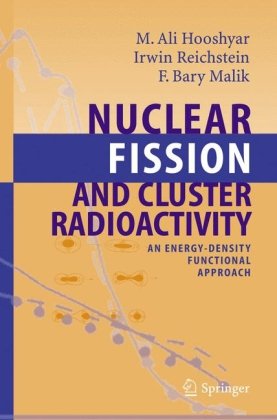 M. Ali Hooshyar
Irwin Reichstein
F. Bary Malik
NUCLEAR
FISSION
AND CLUSTER
RADIOACTIVITY
AN ENERGY-DENSITY
FUNCTIONAL
APPROACH
Springer